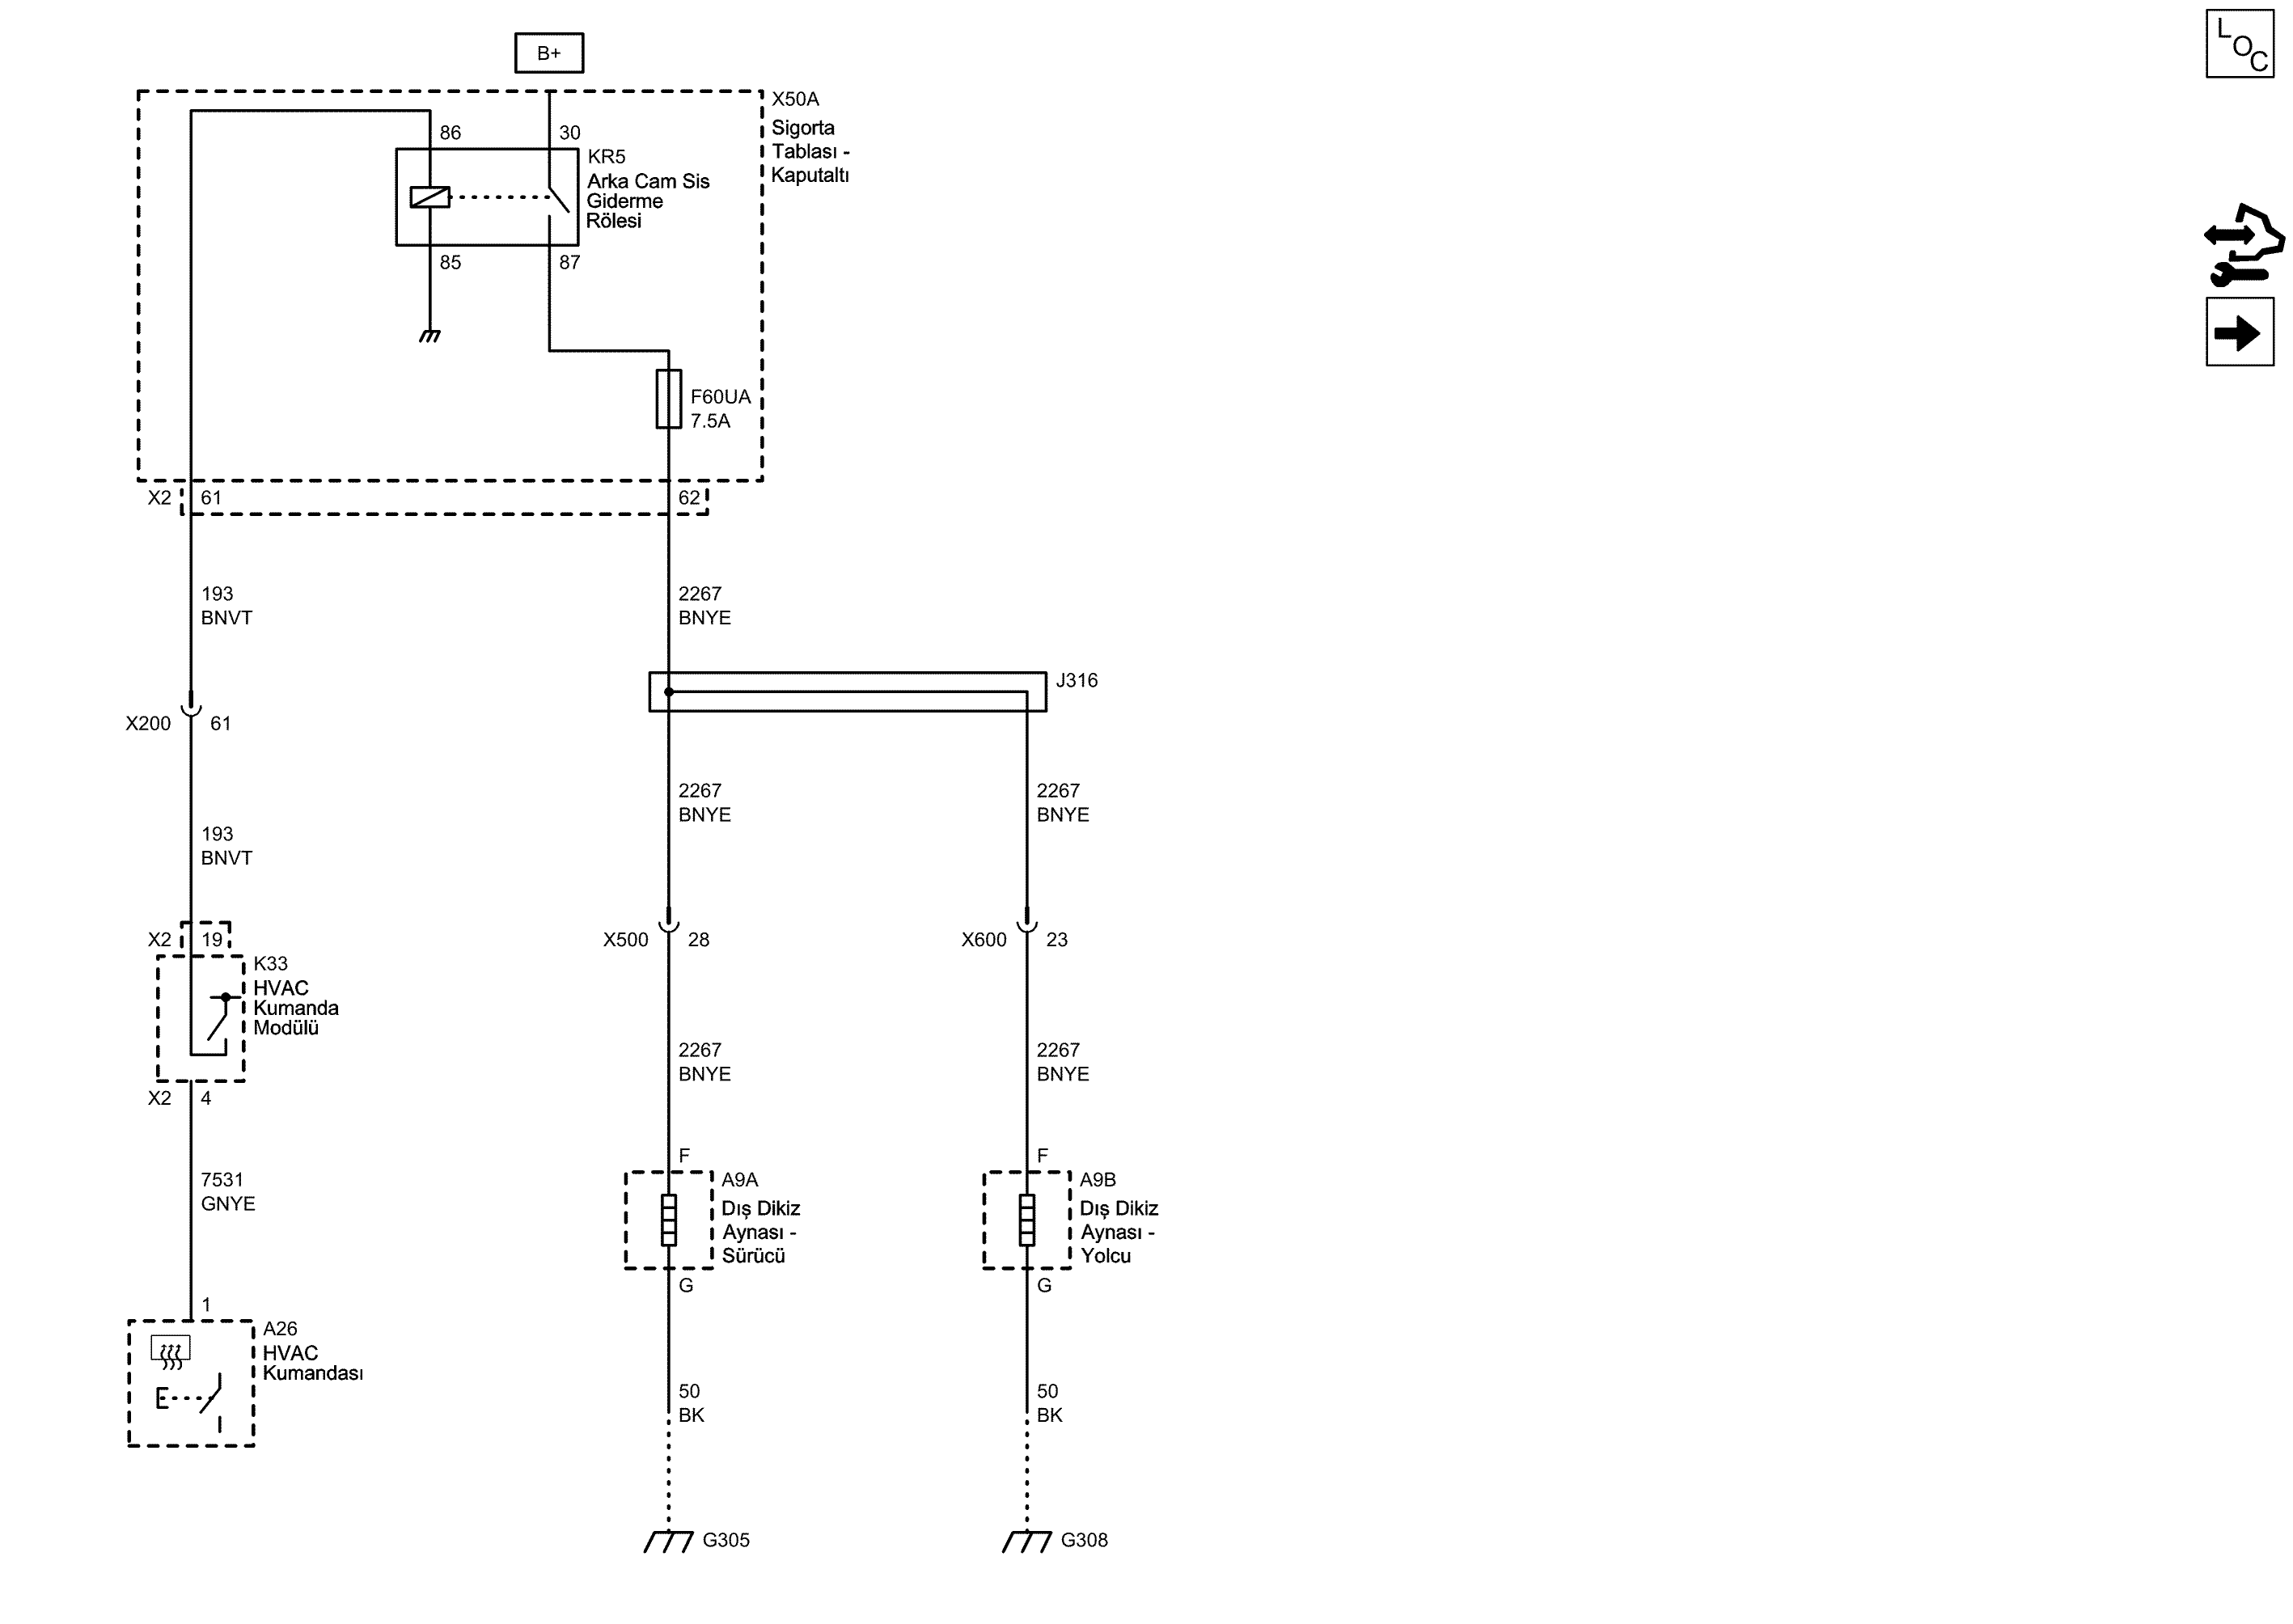 LOC
B+
X50A
Sigorta
Tablası -
Kaputaltı
86
30
KR5
Arka Cam Sis
Giderme
Rölesi
85
87
F60UA
7.5A
X2
61
62
193
BNVT
2267
BNYE
J316
X200
61
2267
BNYE
2267
BNYE
193
BNVT
X2
19
X500
28
X600
23
K33
HVAC
Kumanda
Modülü
2267
BNYE
2267
BNYE
X2
4
F
F
7531
GNYE
A9A
Dış Dikiz
Aynası -
Sürücü
A9B
Dış Dikiz
Aynası -
Yolcu
G
G
1
A26
HVAC
Kumandası
50
BK
50
BK
G305
G308